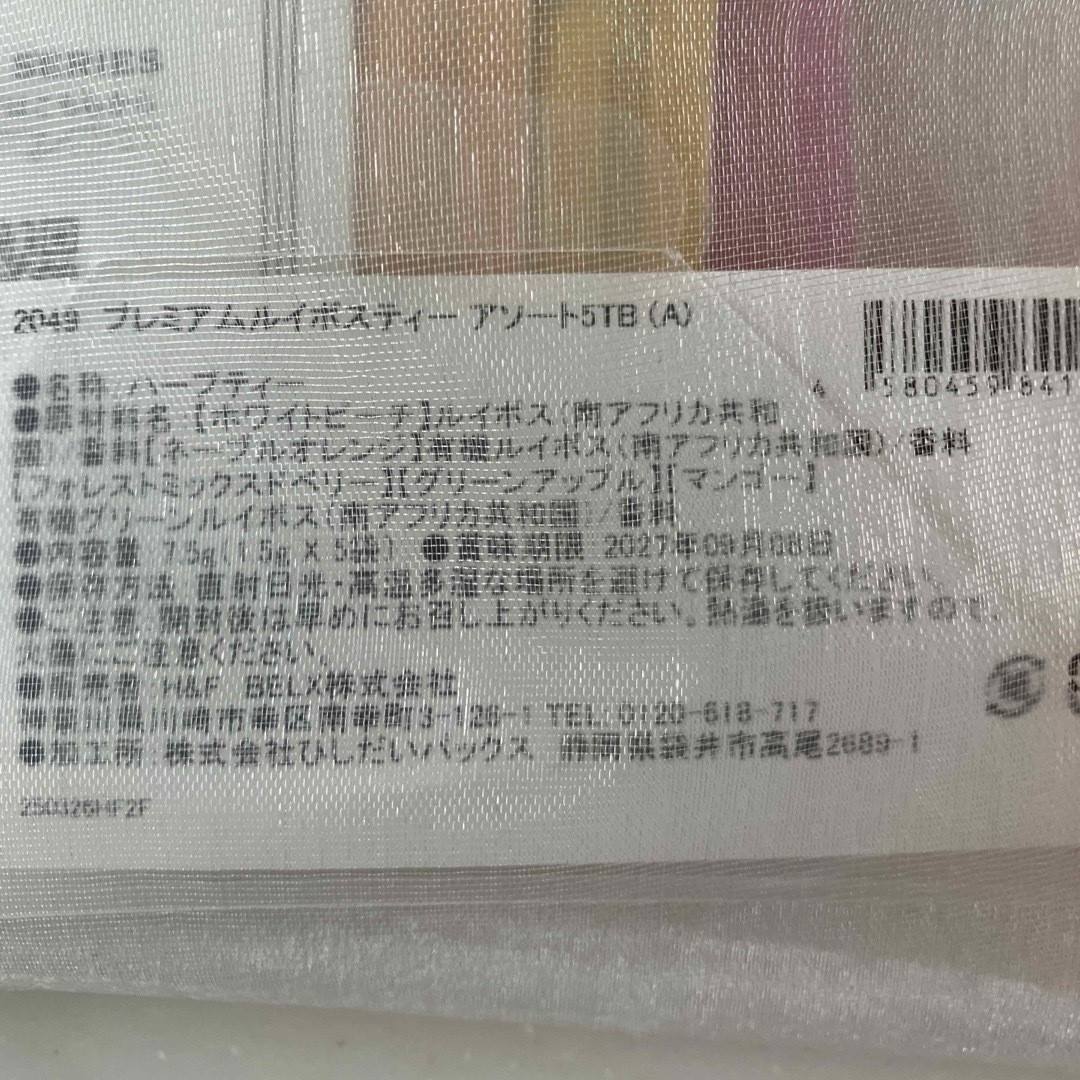 2049 プレミアムルイボスティー アソート5TB(A)
4 580459 641
●名称 ハーブティー
●原材料名 【ホワイトピーチ】ルイボス(南アフリカ共和
国)/香料【ネーブルオレンジ】有機ルイボス(南アフリカ共和国)/香料
【フォレストミックスドベリー】【グリーンアップル】【マンゴー】
有機グリーンルイボス(南アフリカ共和国)/香料
●内容量 7.5g(1.5g×5袋) ●賞味期限 2027年09月08日
●保存方法 直射日光・高温多湿な場所を避けて保存してください。
●ご注意 開封後は早めにお召し上がりください。熱湯を扱いますので、
火傷にご注意ください。
●販売者 H&F BELX株式会社
神奈川県川崎市幸区南幸町3-126-1 TEL.0120-618-717
●加工所 株式会社ひしだいパックス 静岡県袋井市高尾2689-1
250326HF2F